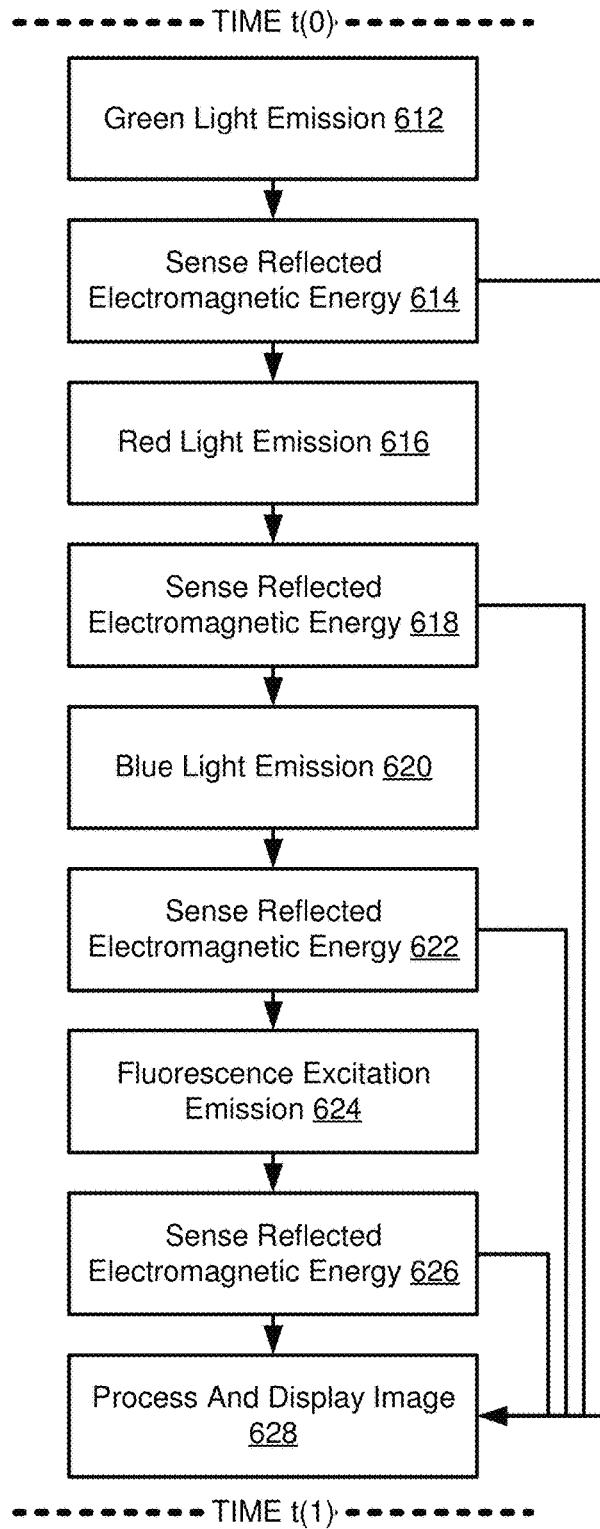 TIME t(0)
Green Light Emission 612
Sense Reflected
Electromagnetic Energy 614
Red Light Emission 616
Sense Reflected
Electromagnetic Energy 618
Blue Light Emission 620
Sense Reflected
Electromagnetic Energy 622
Fluorescence Excitation
Emission 624
Sense Reflected
Electromagnetic Energy 626
Process And Display Image
628
TIME t(1)